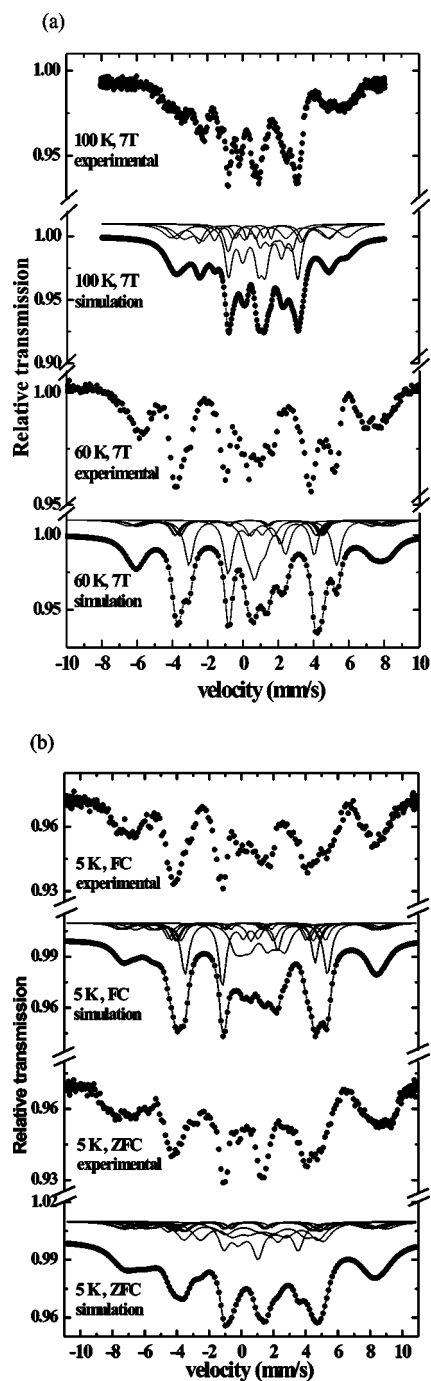 (a)
1.00
100 K, 7T
experimental
0.95
1.00
100 K, 7T
simulation
0.95
0.90
1.00
60 K, 7T
experimental
0.95
1.00
60 K, 7T
simulation
0.95
Relative transmission
-10 -8 -6 -4 -2 0 2 4 6 8 10
velocity (mm/s)
(b)
0.96
5 K, FC
experimental
0.93
0.99
5 K, FC
simulation
0.96
0.96
5 K, ZFC
experimental
0.93
1.02
0.99
5 K, ZFC
simulation
0.96
Relative transmission
-10 -8 -6 -4 -2 0 2 4 6 8 10
velocity (mm/s)